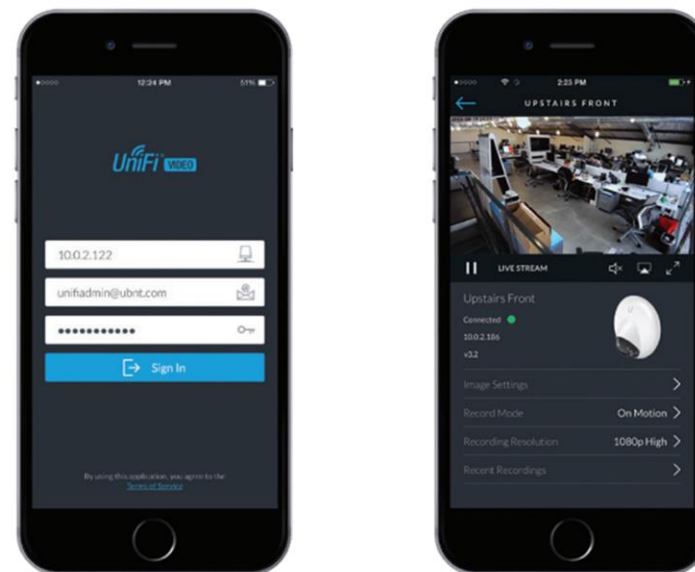 12:24 PM
51%
UniFi VIDEO
10.0.2.122
unifiadmin@ubnt.com
Sign In
By using this application, you agree to the
Terms of Service
2:23 PM
UPSTAIRS FRONT
LIVE STREAM
Upstairs Front
Connected
10.0.2.186
v3.2
Image Settings
Record Mode On Motion
Recording Resolution 1080p High
Recent Recordings